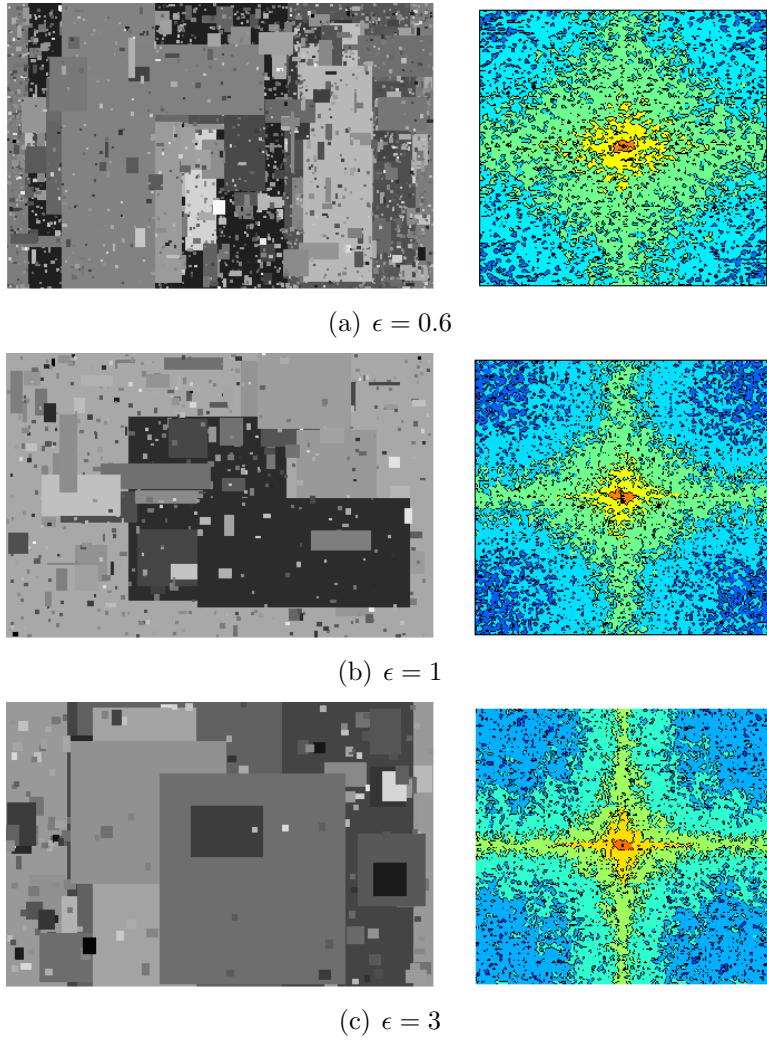 (a) ϵ = 0.6
(b) ϵ = 1
(c) ϵ = 3